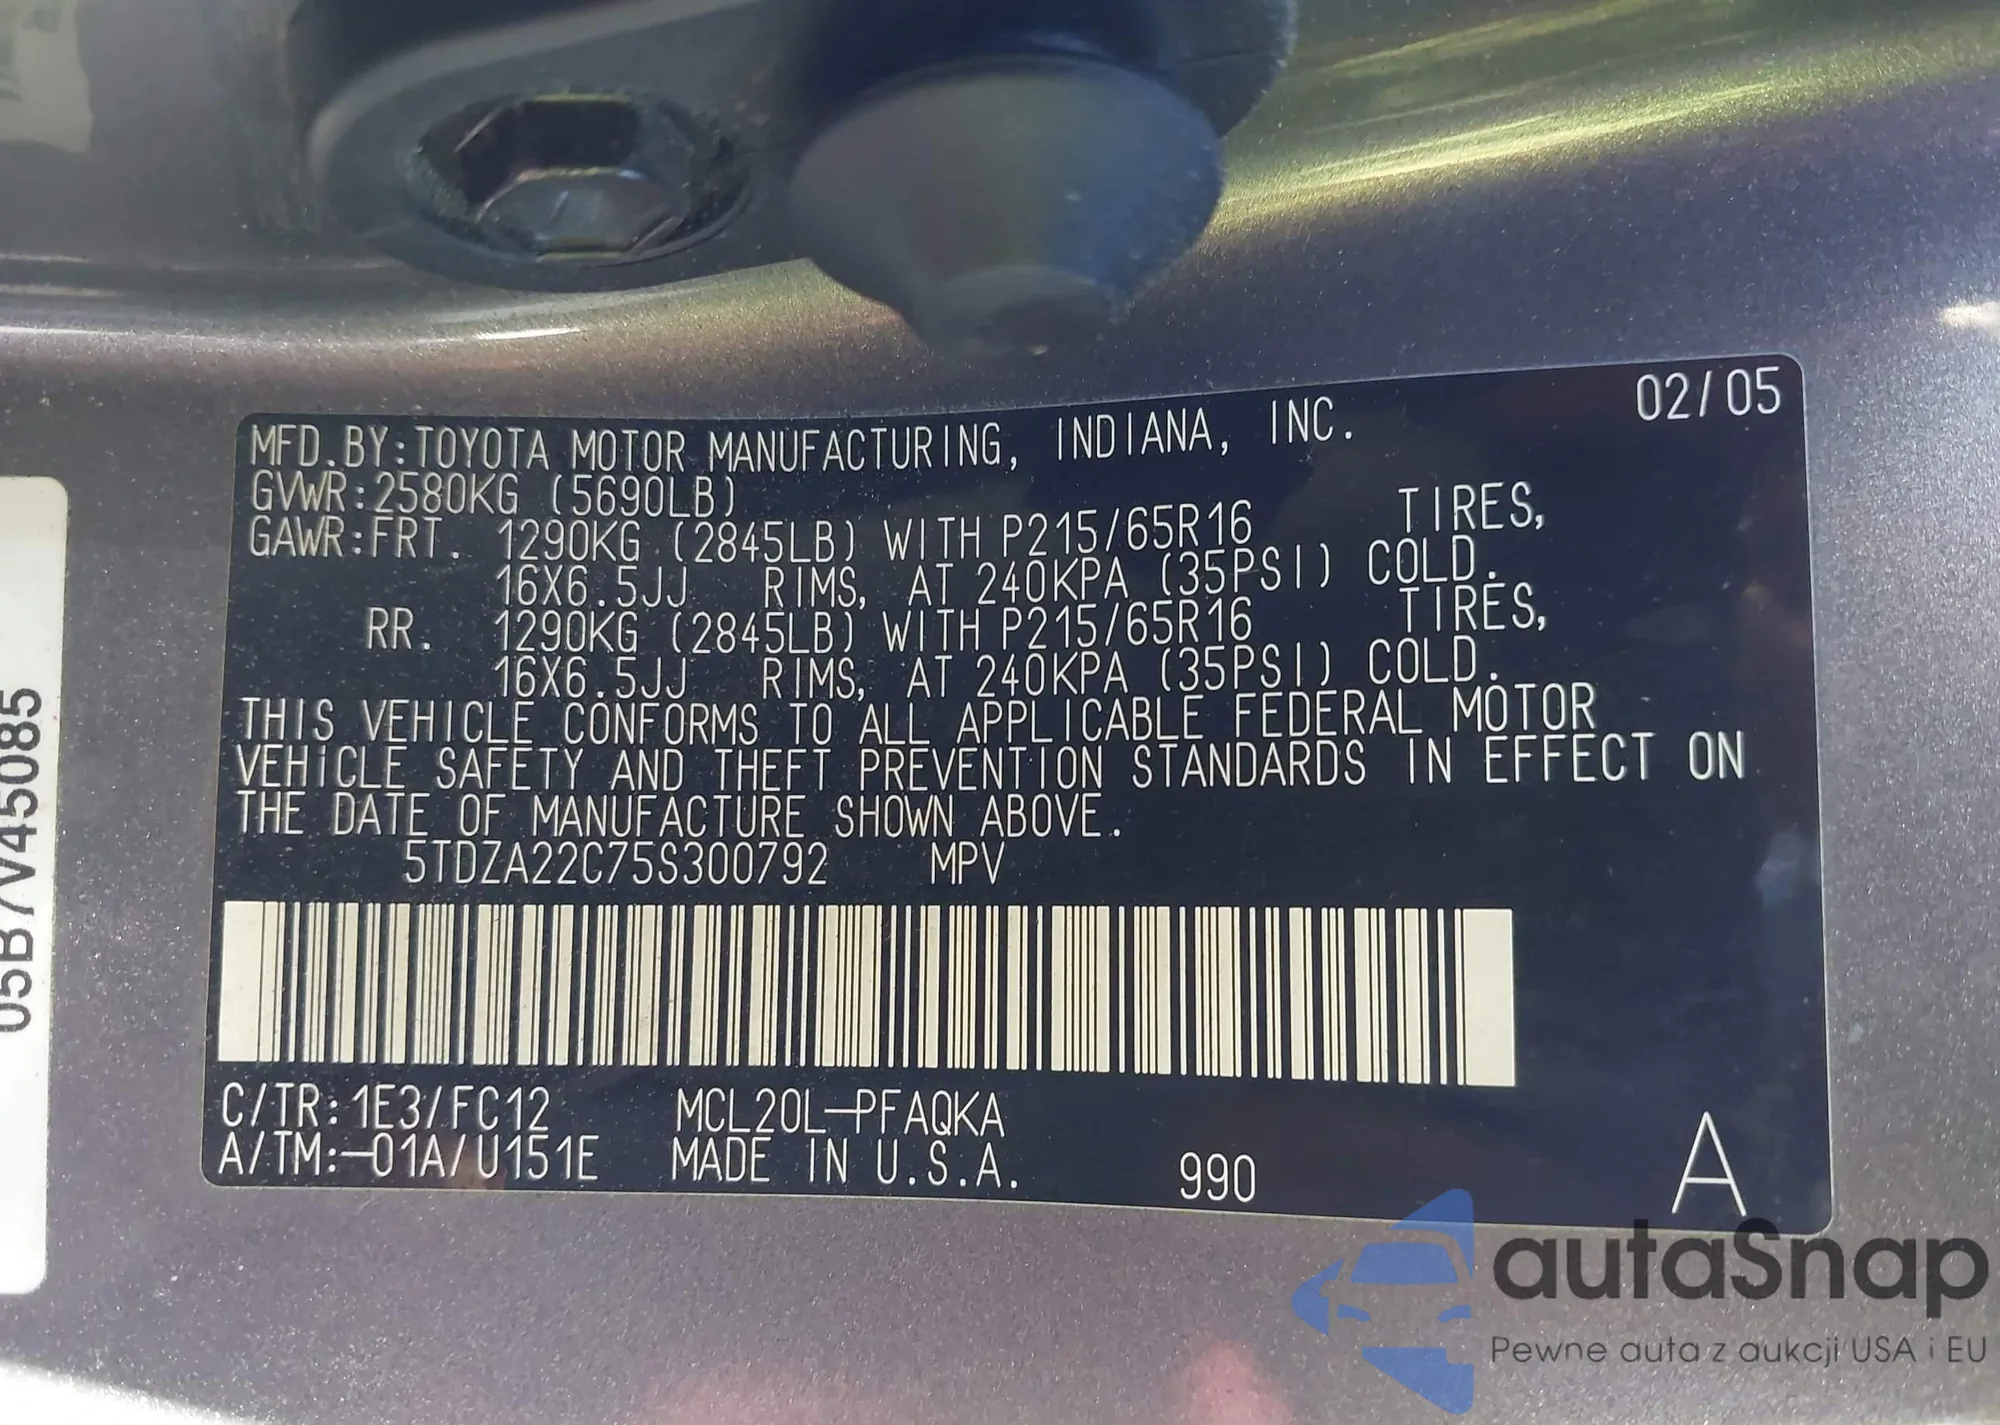 02/05
MFD.BY:TOYOTA MOTOR MANUFACTURING, INDIANA, INC.
GVWR:2580KG (5690LB)
GAWR:FRT. 1290KG (2845LB) WITH P215/65R16 TIRES,
16X6.5JJ RIMS, AT 240KPA (35PSI) COLD.
RR. 1290KG (2845LB) WITH P215/65R16 TIRES,
16X6.5JJ RIMS, AT 240KPA (35PSI) COLD.
THIS VEHICLE CONFORMS TO ALL APPLICABLE FEDERAL MOTOR
VEHICLE SAFETY AND THEFT PREVENTION STANDARDS IN EFFECT ON
THE DATE OF MANUFACTURE SHOWN ABOVE.
5TDZA22C75S300792 MPV
C/TR:1E3/FC12 MCL20L-PFAQKA
A/TM:-01A/U151E MADE IN U.S.A. 990 A
05B7V45085
autaSnap
Pewne auta z aukcji USA i EU